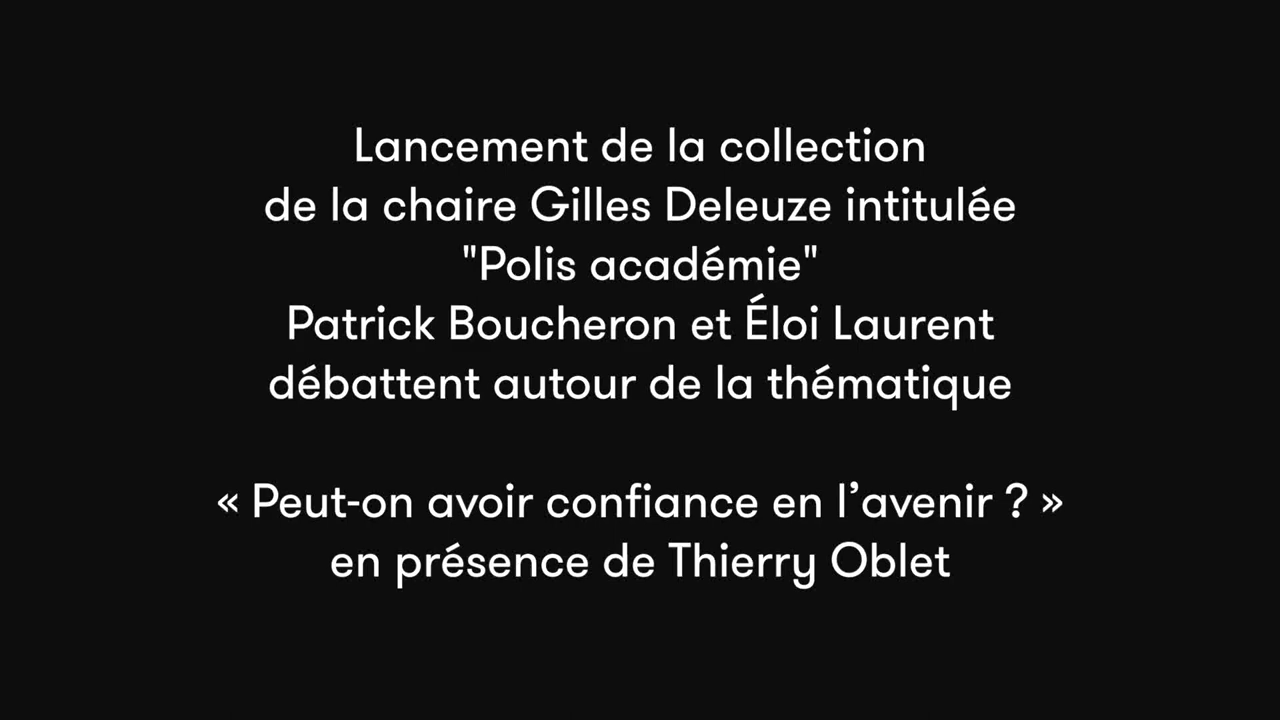 Lancement de la collection
de la chaire Gilles Deleuze intitulée
"Polis académie"
Patrick Boucheron et Éloi Laurent
débattent autour de la thématique
« Peut-on avoir confiance en l’avenir ? »
en présence de Thierry Oblet